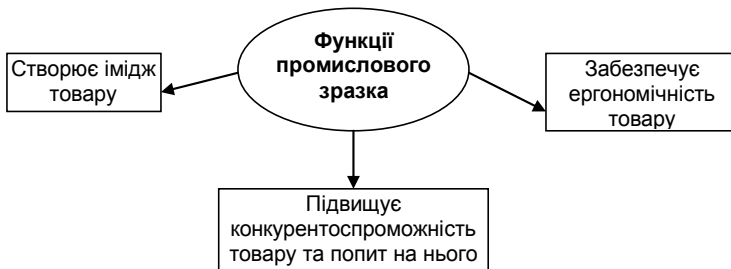 Функції
промислового
зразка
Створює імідж
товару
Забезпечує
ергономічність
товару
Підвищує
конкурентоспроможність
товару та попит на нього